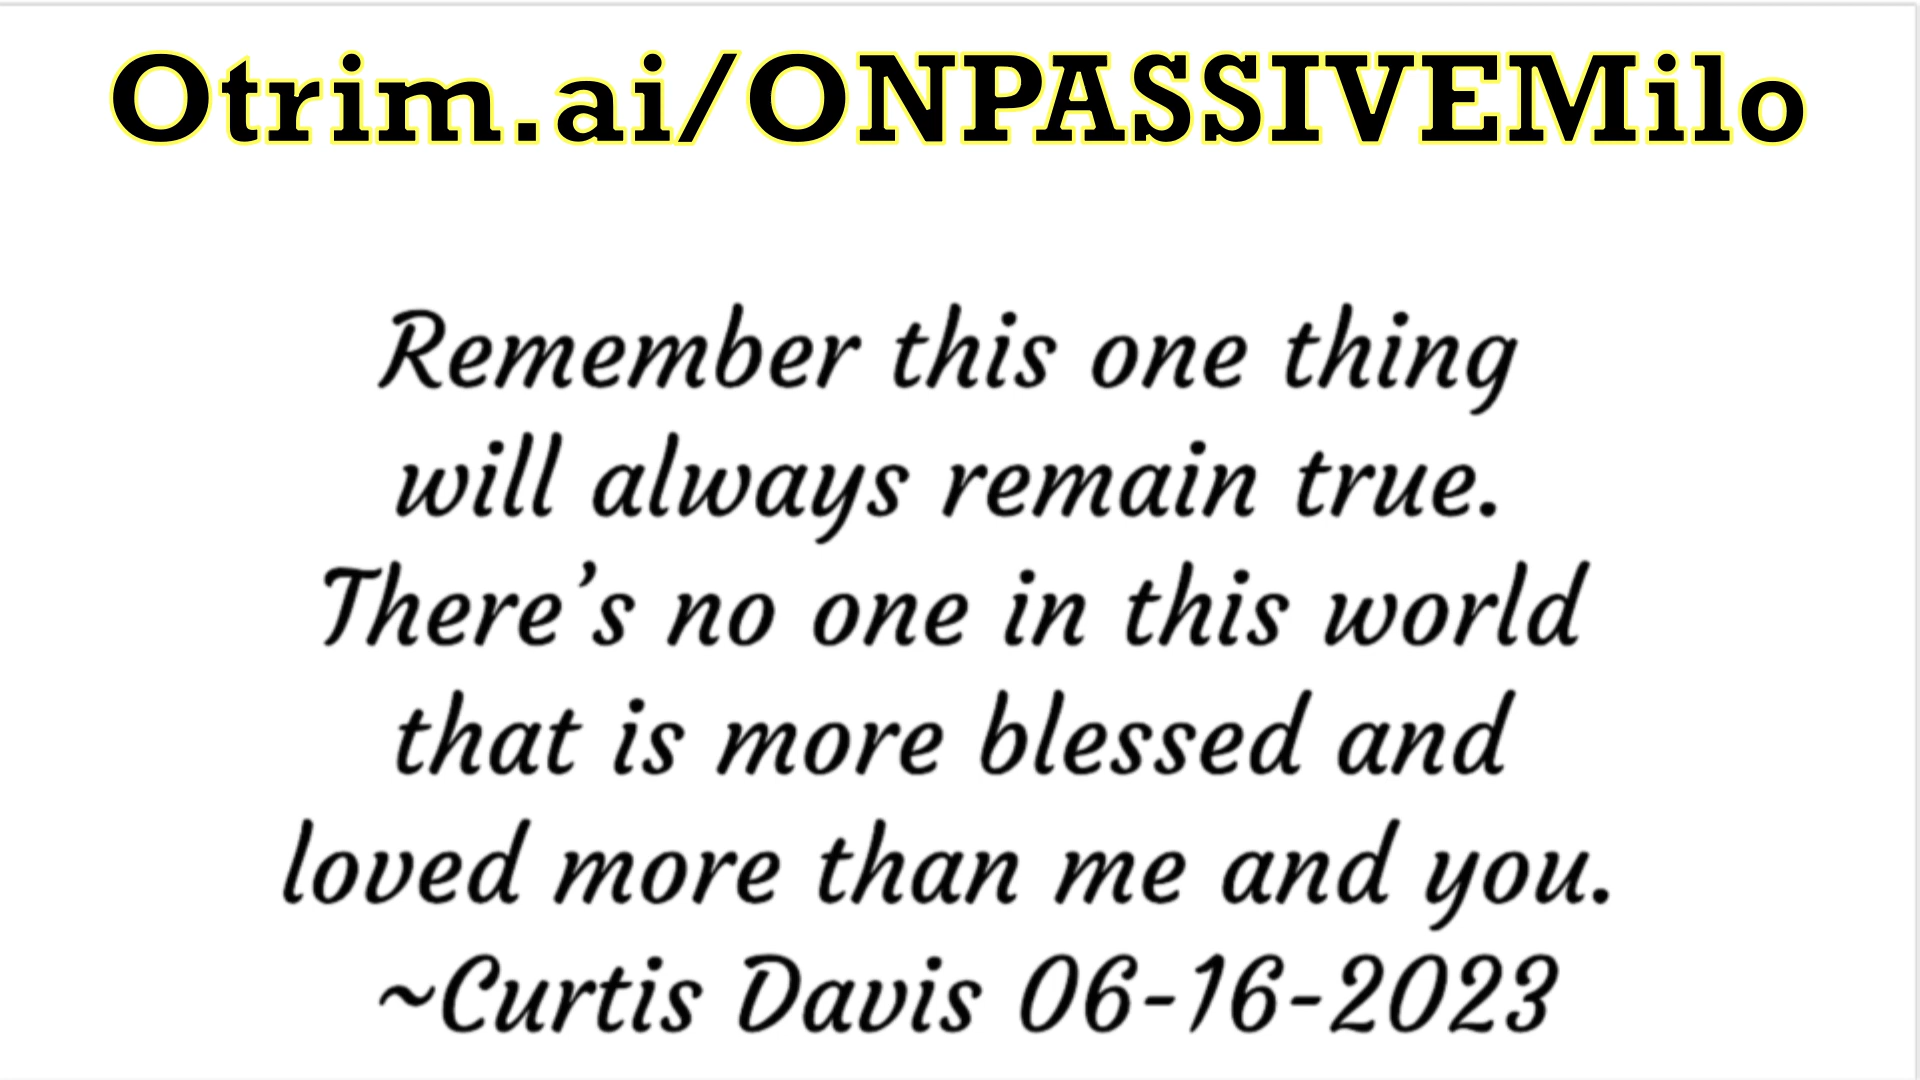 Otrim.ai/ONPASSIVEMilo
Remember this one thing
will always remain true.
There’s no one in this world
that is more blessed and
loved more than me and you.
~Curtis Davis 06-16-2023